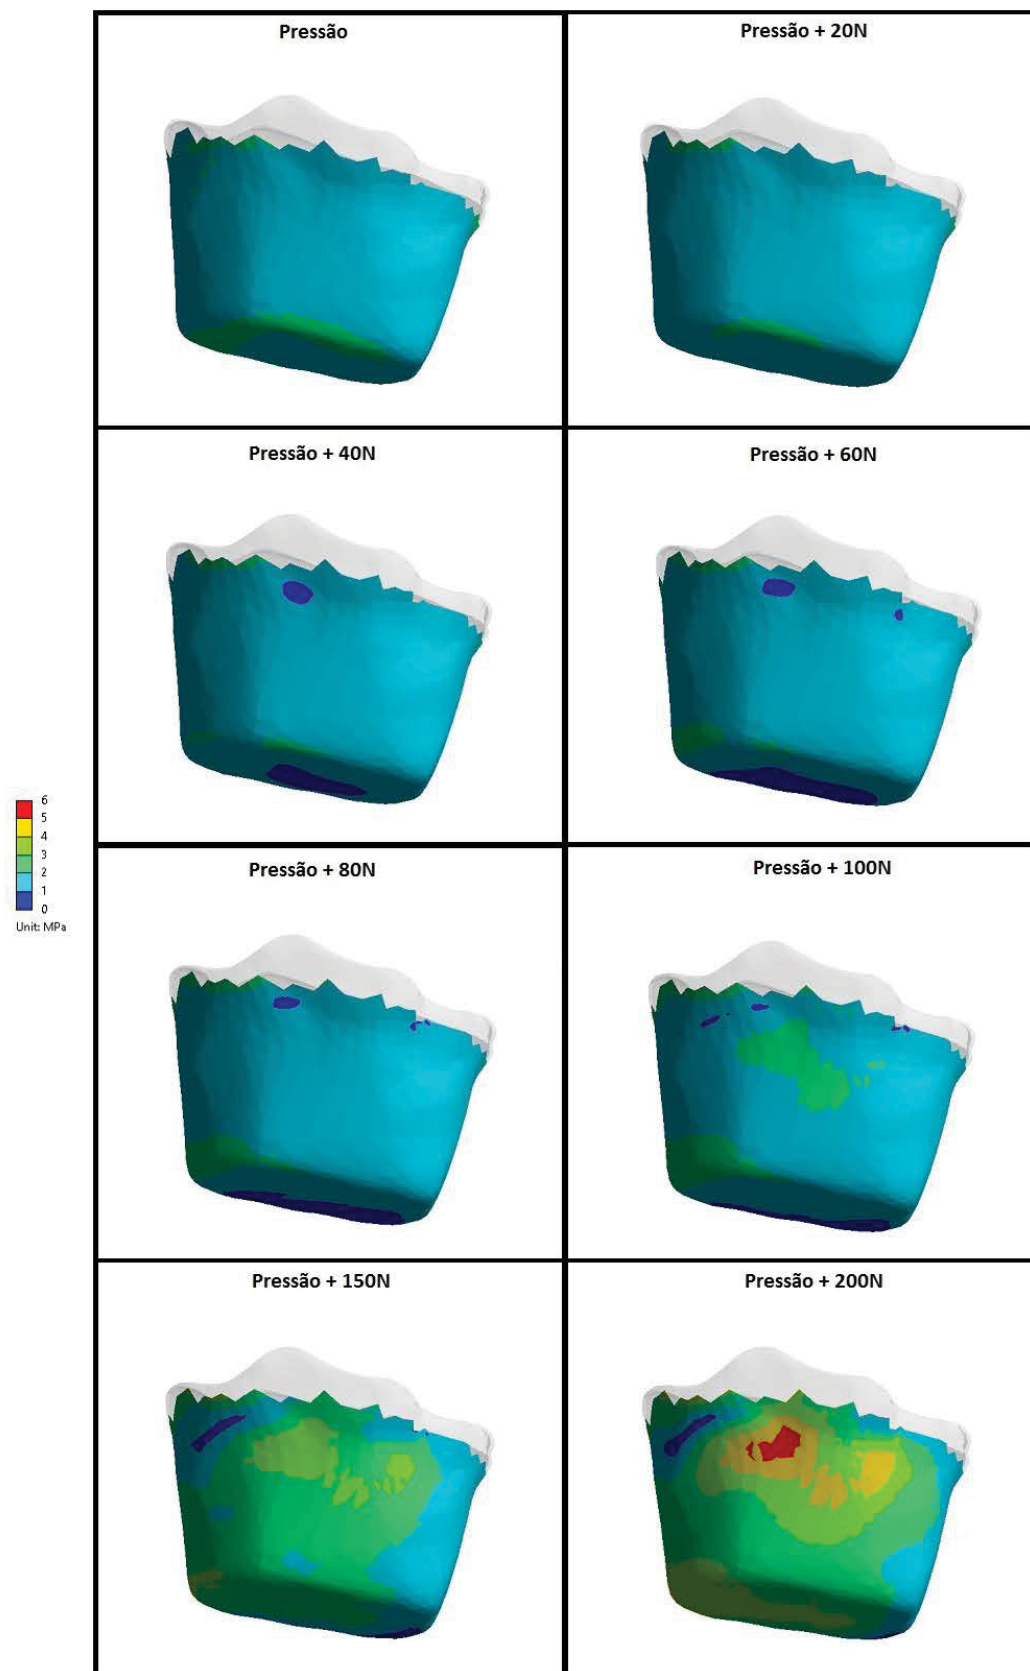 Pressão
Pressão + 20N
Pressão + 40N
Pressão + 60N
Pressão + 80N
Pressão + 100N
Pressão + 150N
Pressão + 200N
6
5
4
3
2
1
0
Unit: MPa